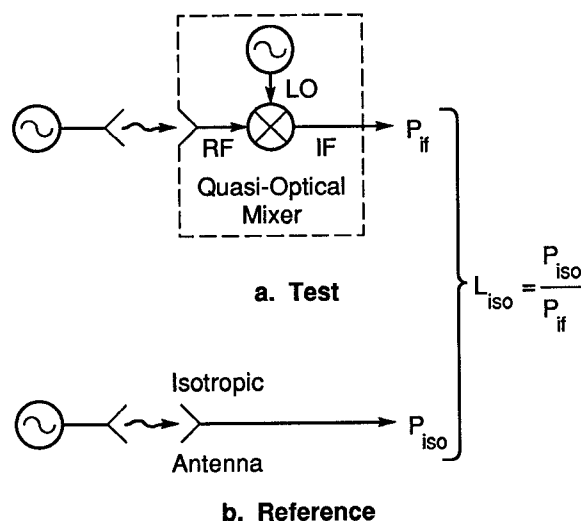 LO
RF
IF
P_if
Quasi-Optical
Mixer
a. Test
L_iso = P_iso / P_if
Isotropic
Antenna
P_iso
b. Reference